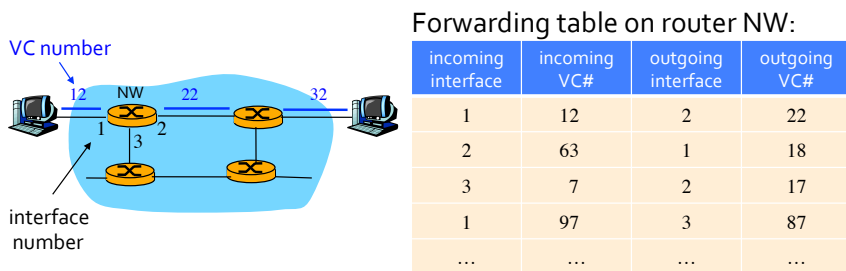 Forwarding table on router NW:
VC number
12
NW
22
32
1
2
3
interface
number
incoming interface incoming VC# outgoing interface outgoing VC#
1 12 2 22
2 63 1 18
3 7 2 17
1 97 3 87
… … … …